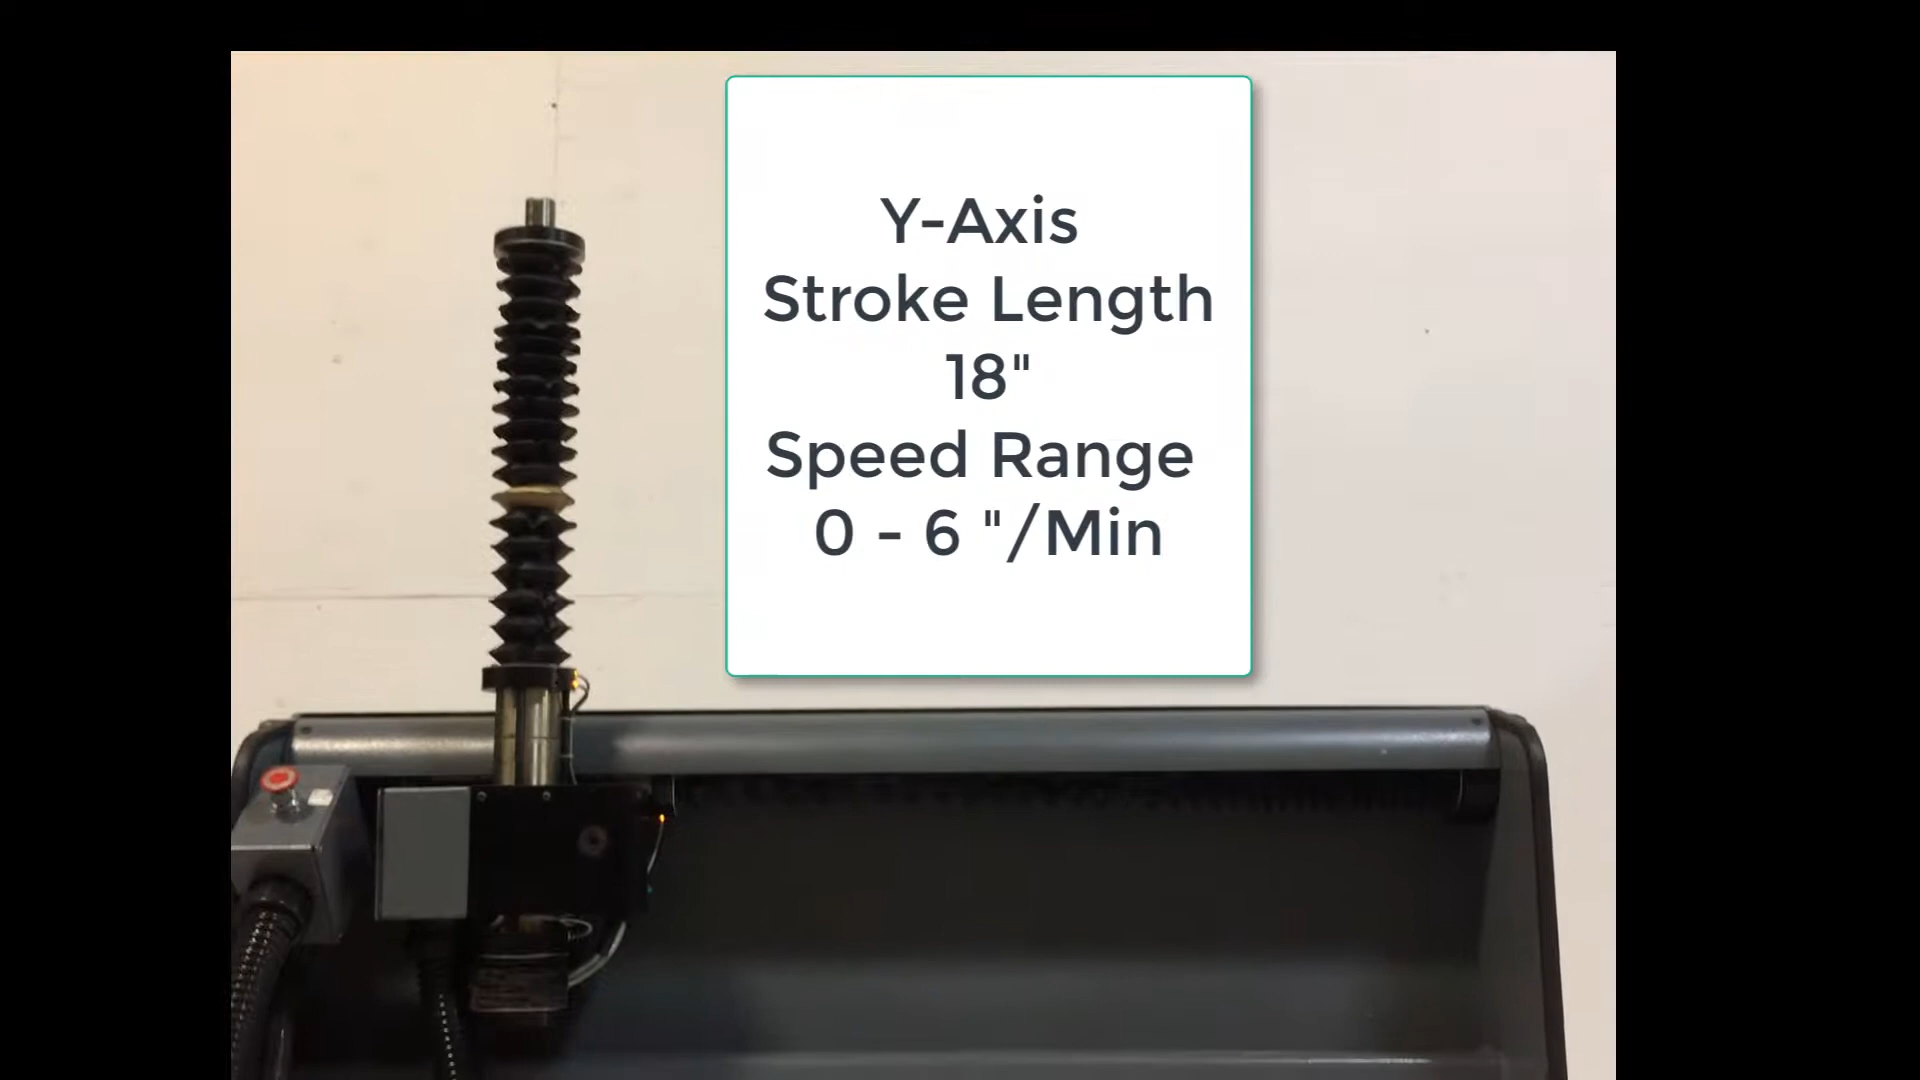 Y-Axis
Stroke Length
18"
Speed Range
0 - 6 "/Min